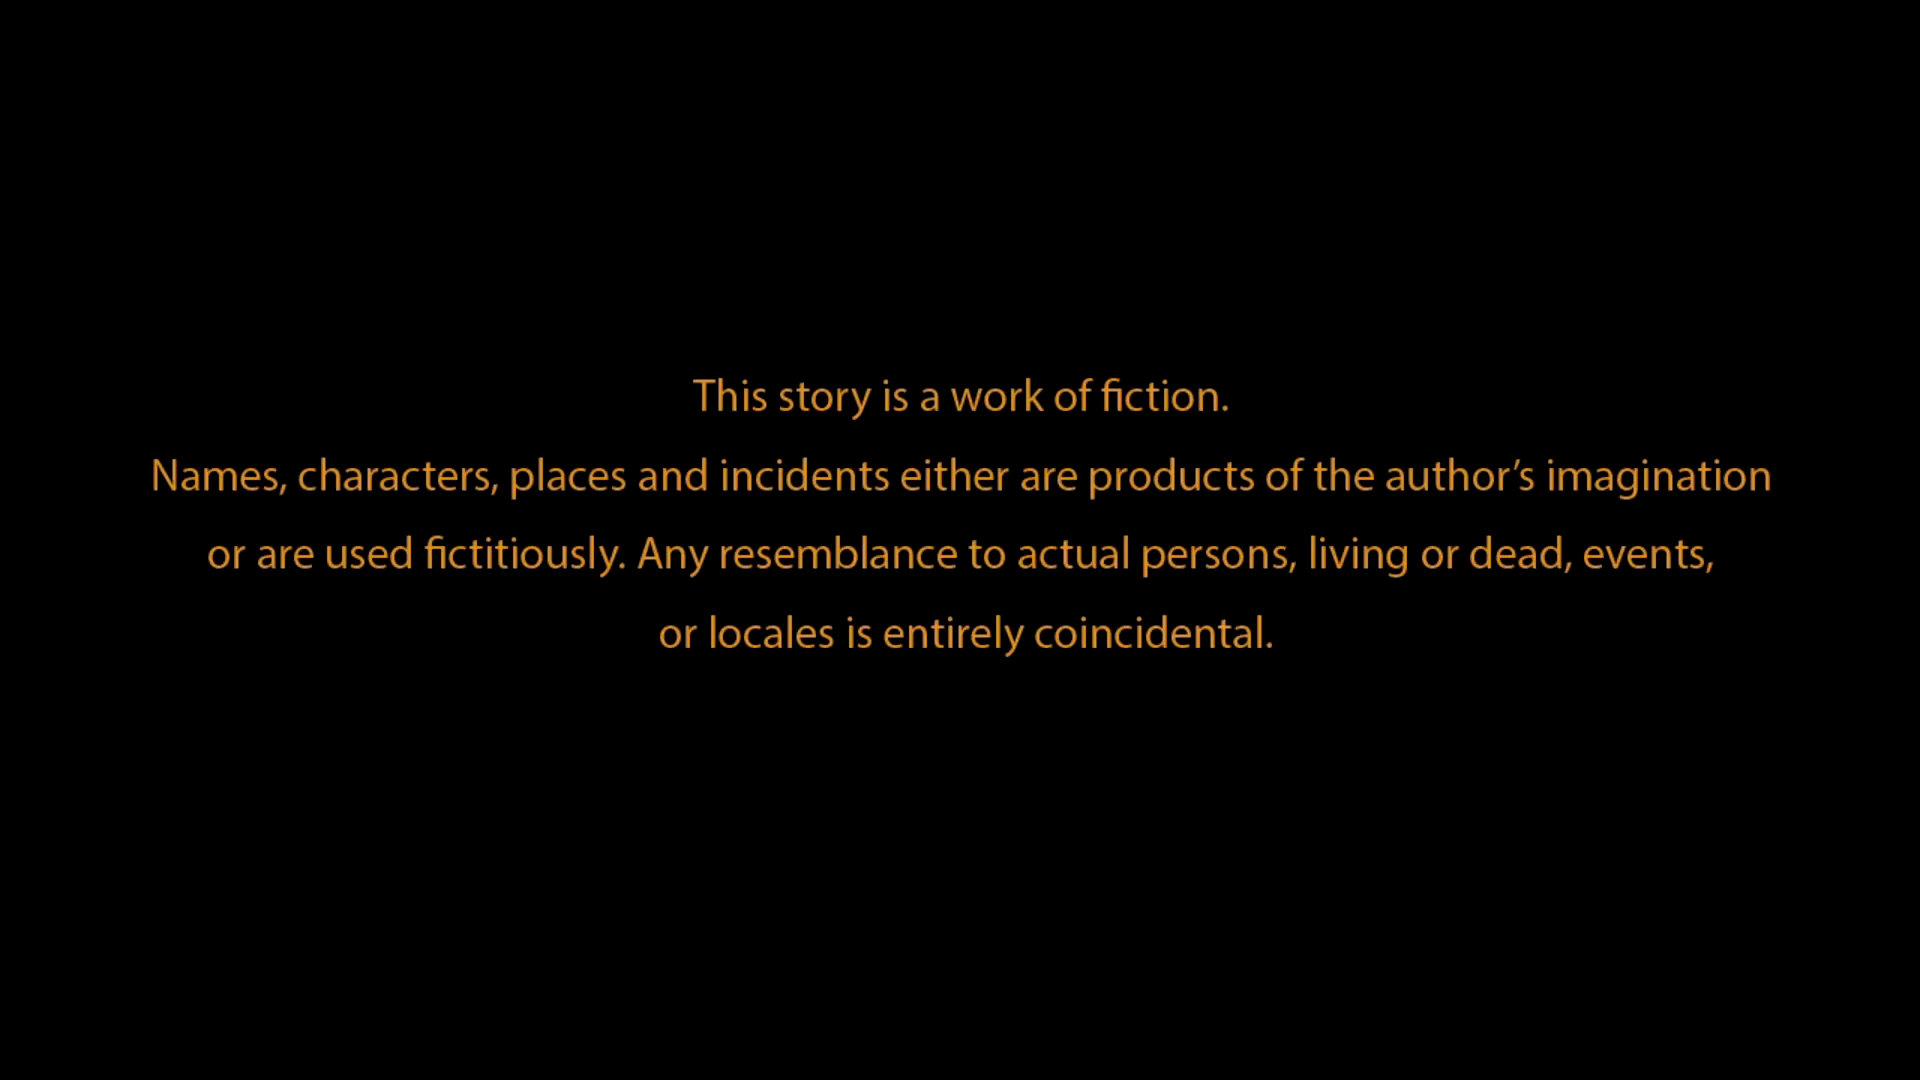 This story is a work of fiction.
Names, characters, places and incidents either are products of the author’s imagination
or are used fictitiously. Any resemblance to actual persons, living or dead, events,
or locales is entirely coincidental.